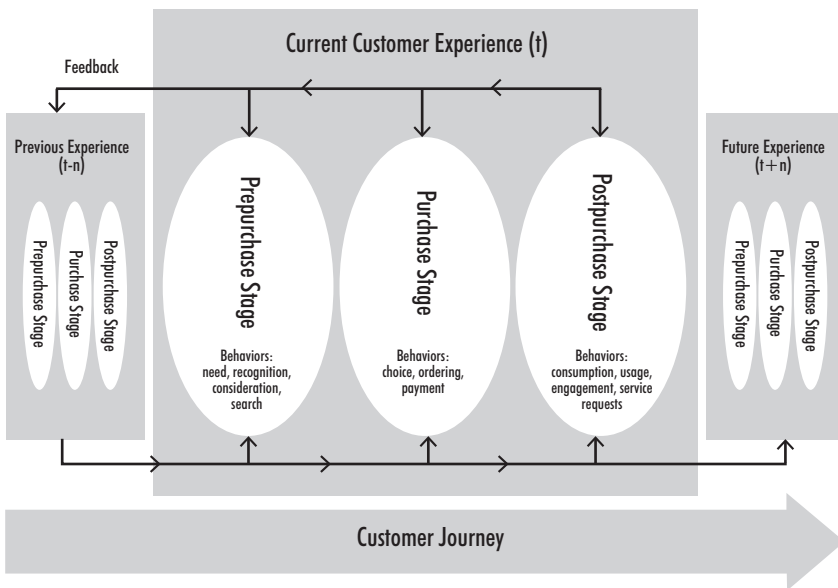 Current Customer Experience (t)
Feedback
Previous Experience
(t-n)
Prepurchase Stage
Purchase Stage
Postpurchase Stage
Prepurchase Stage
Behaviors:
need, recognition,
consideration,
search
Purchase Stage
Behaviors:
choice, ordering,
payment
Postpurchase Stage
Behaviors:
consumption, usage,
engagement, service
requests
Future Experience
(t+n)
Prepurchase Stage
Purchase Stage
Postpurchase Stage
Customer Journey